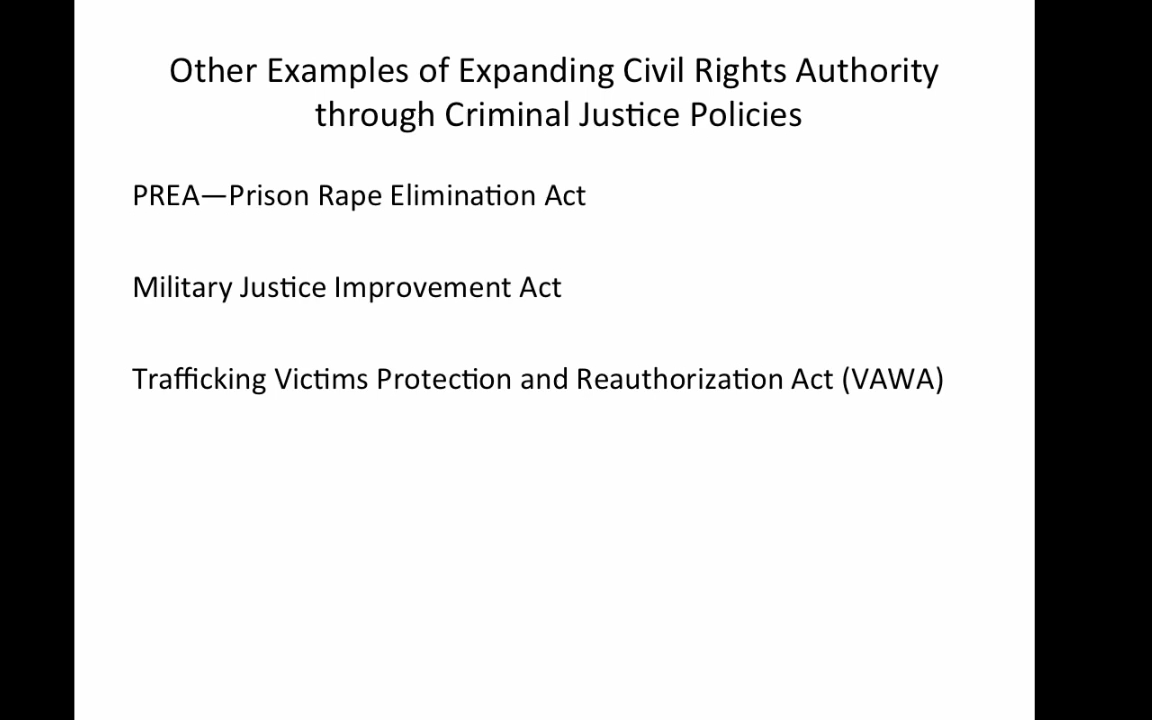 Other Examples of Expanding Civil Rights Authority
through Criminal Justice Policies
PREA—Prison Rape Elimination Act
Military Justice Improvement Act
Trafficking Victims Protection and Reauthorization Act (VAWA)